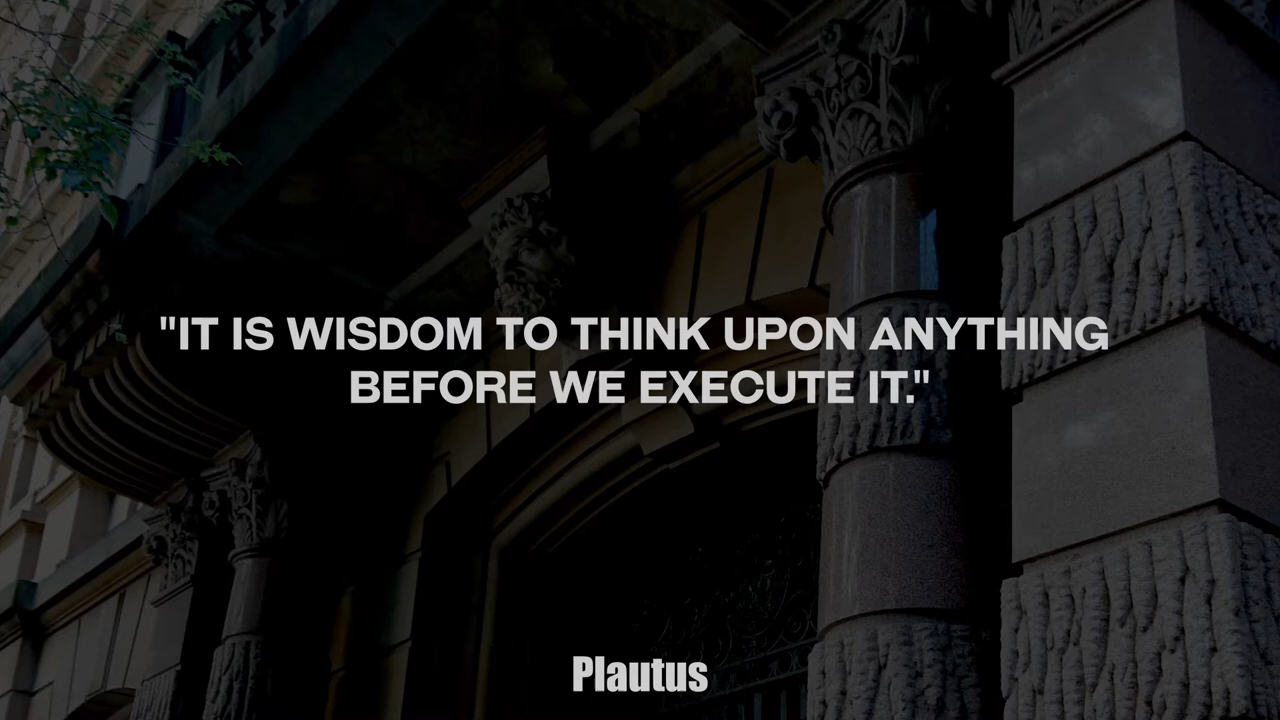 "IT IS WISDOM TO THINK UPON ANYTHING
BEFORE WE EXECUTE IT."
Plautus